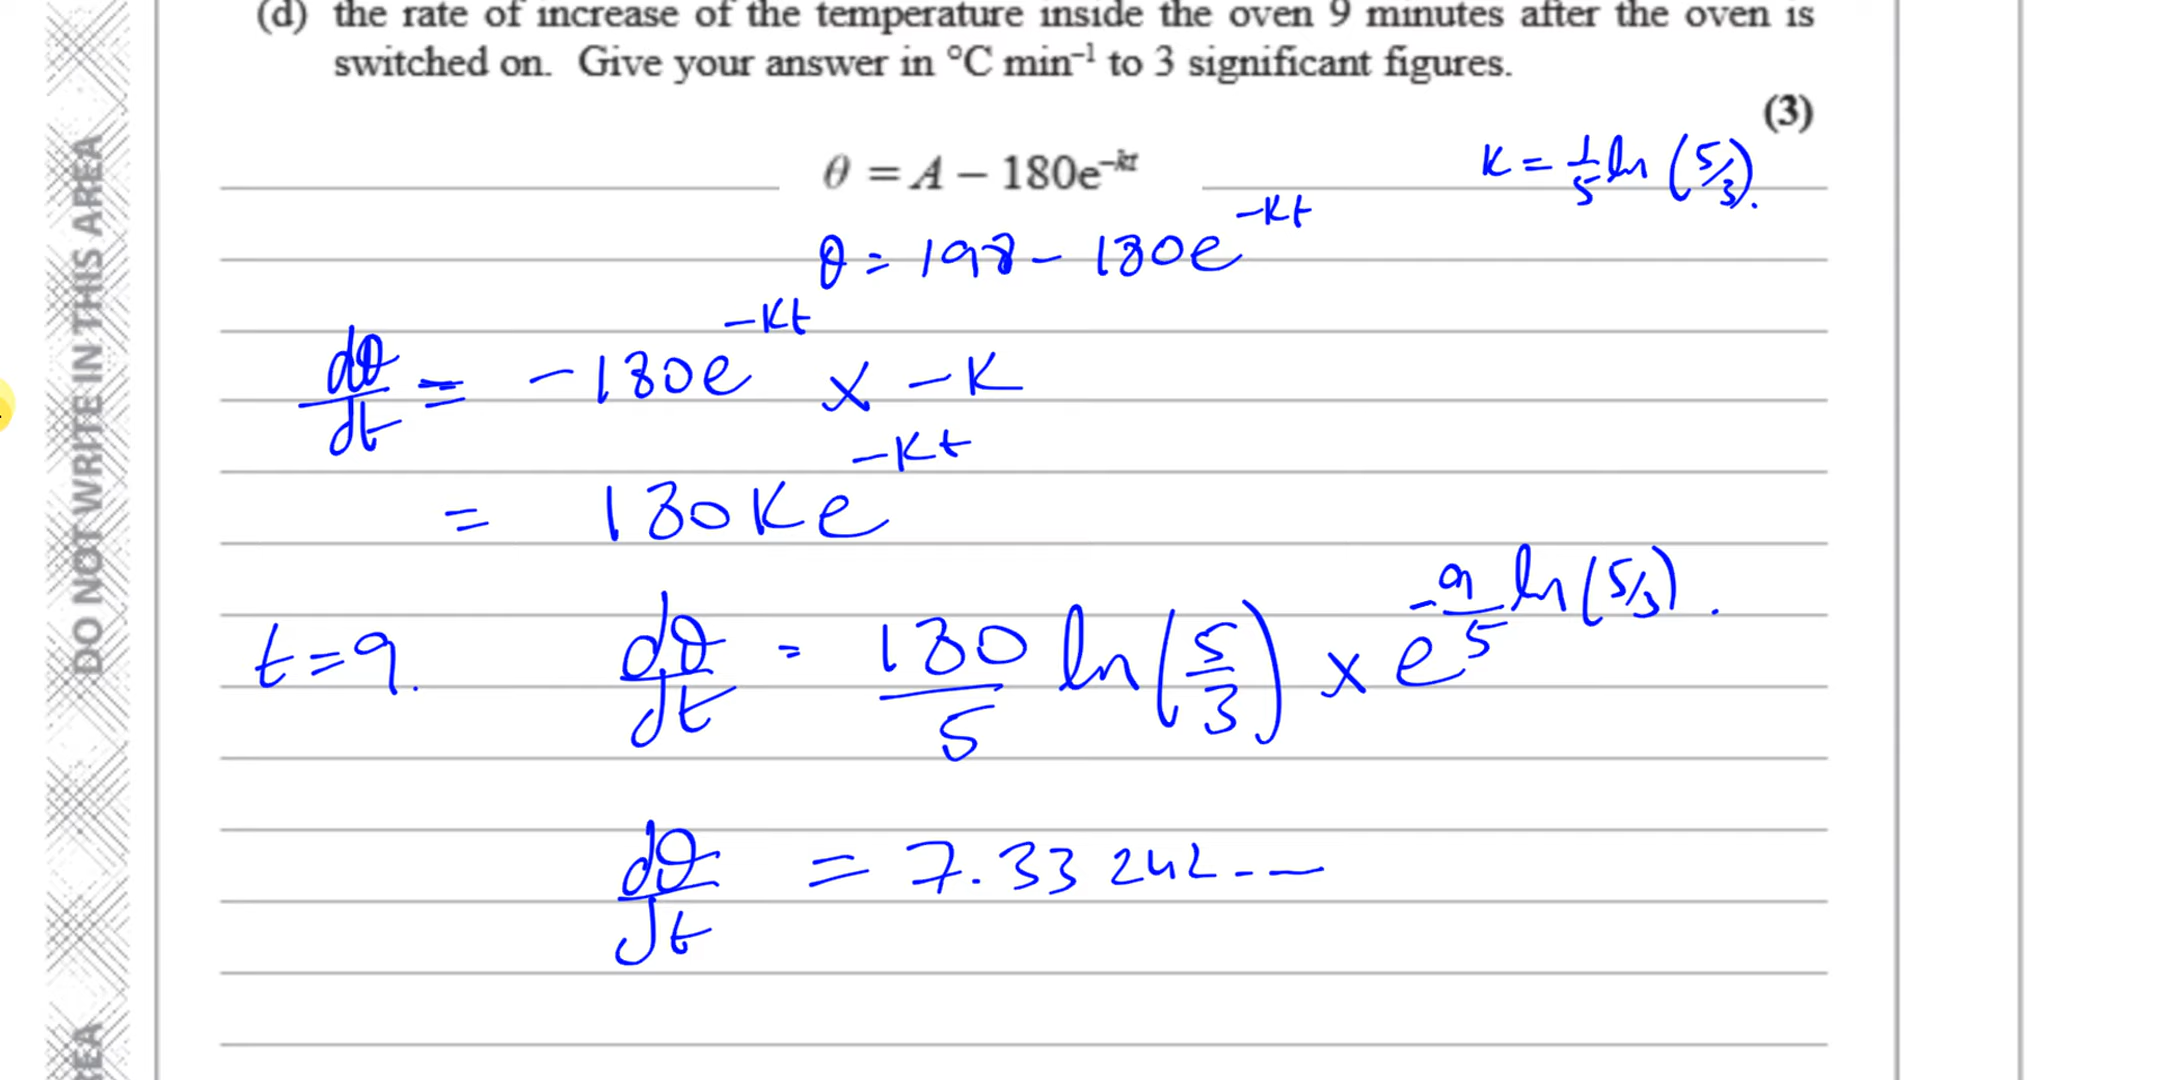 (d) the rate of increase of the temperature inside the oven 9 minutes after the oven is
switched on. Give your answer in °C min⁻¹ to 3 significant figures.
(3)
θ = A − 180e^(−kt)
K = 1/5 ln (5/3).
θ = 198 − 180e^(−Kt)
dθ/dt = −180e^(−Kt) × −K
= 180Ke^(−Kt)
t=9. dθ/dt = 180/5 ln(5/3) × e^(−9/5 ln(5/3)).
dθ/dt = 7.33242---
DO NOT WRITE IN THIS AREA
EA